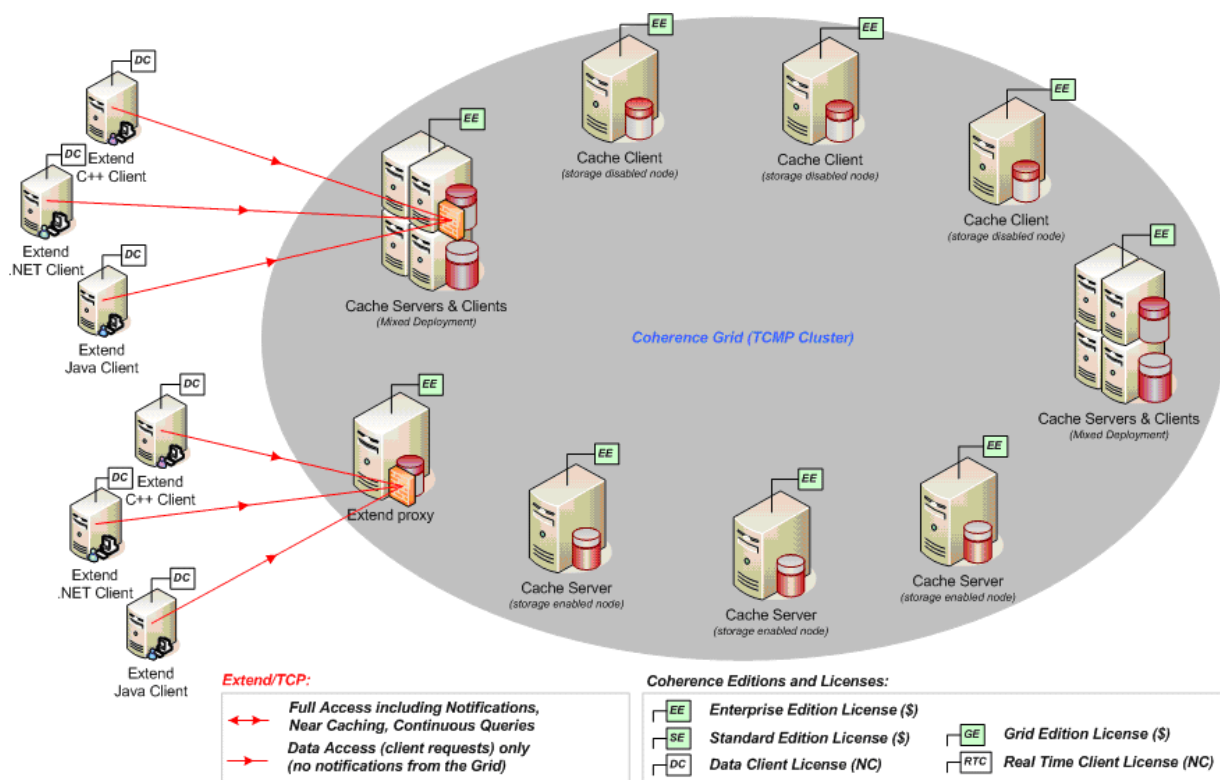 EE
EE
DC
EE
EE
DC
Extend
C++ Client
Cache Client
(storage disabled node)
Cache Client
(storage disabled node)
Cache Client
(storage disabled node)
Extend
.NET Client
DC
EE
Cache Servers & Clients
(Mixed Deployment)
Extend
Java Client
Coherence Grid (TCMP Cluster)
DC
EE
Cache Servers & Clients
(Mixed Deployment)
Extend
C++ Client
DC
Extend proxy
EE
EE
EE
Extend
.NET Client
DC
Cache Server
(storage enabled node)
Cache Server
(storage enabled node)
Cache Server
(storage enabled node)
Extend
Java Client
Extend/TCP:
Full Access including Notifications,
Near Caching, Continuous Queries
Data Access (client requests) only
(no notifications from the Grid)
Coherence Editions and Licenses:
EE Enterprise Edition License ($)
SE Standard Edition License ($)
DC Data Client License (NC)
GE Grid Edition License ($)
RTC Real Time Client License (NC)